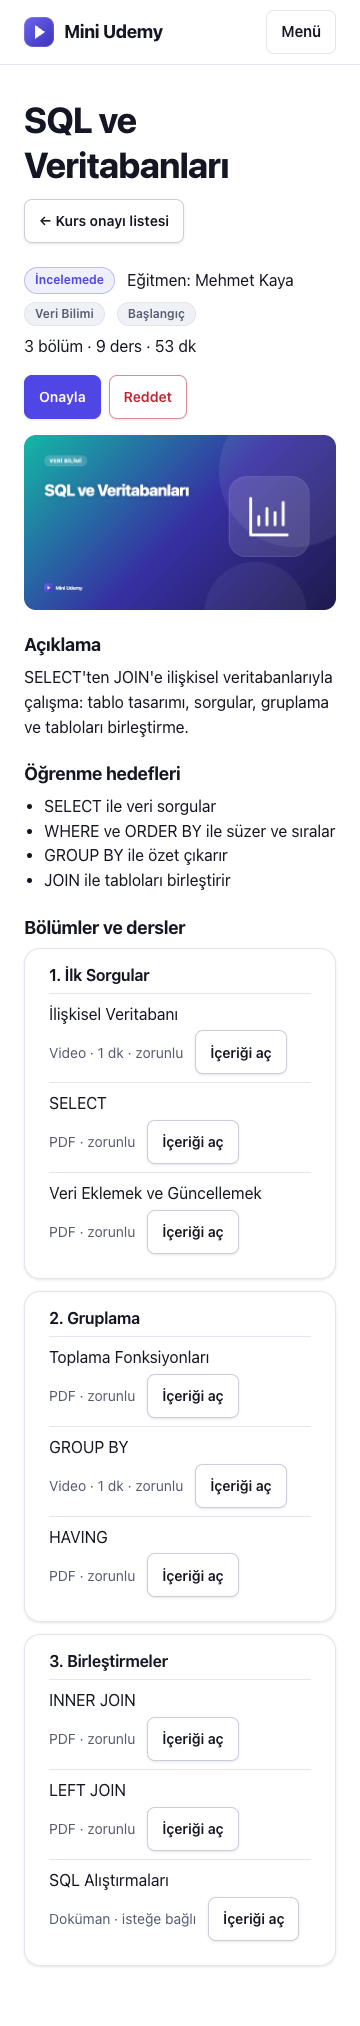 Mini Udemy
Menü
SQL ve
Veritabanları
← Kurs onayı listesi
İncelemede
Eğitmen: Mehmet Kaya
Veri Bilimi
Başlangıç
3 bölüm · 9 ders · 53 dk
Onayla
Reddet
VERİ BİLİMİ
SQL ve Veritabanları
Mini Udemy
Açıklama
SELECT'ten JOIN'e ilişkisel veritabanlarıyla
çalışma: tablo tasarımı, sorgular, gruplama
ve tabloları birleştirme.
Öğrenme hedefleri
• SELECT ile veri sorgular
• WHERE ve ORDER BY ile süzer ve sıralar
• GROUP BY ile özet çıkarır
• JOIN ile tabloları birleştirir
Bölümler ve dersler
1. İlk Sorgular
İlişkisel Veritabanı
Video · 1 dk · zorunlu
İçeriği aç
SELECT
PDF · zorunlu
İçeriği aç
Veri Eklemek ve Güncellemek
PDF · zorunlu
İçeriği aç
2. Gruplama
Toplama Fonksiyonları
PDF · zorunlu
İçeriği aç
GROUP BY
Video · 1 dk · zorunlu
İçeriği aç
HAVING
PDF · zorunlu
İçeriği aç
3. Birleştirmeler
INNER JOIN
PDF · zorunlu
İçeriği aç
LEFT JOIN
PDF · zorunlu
İçeriği aç
SQL Alıştırmaları
Doküman · isteğe bağlı
İçeriği aç